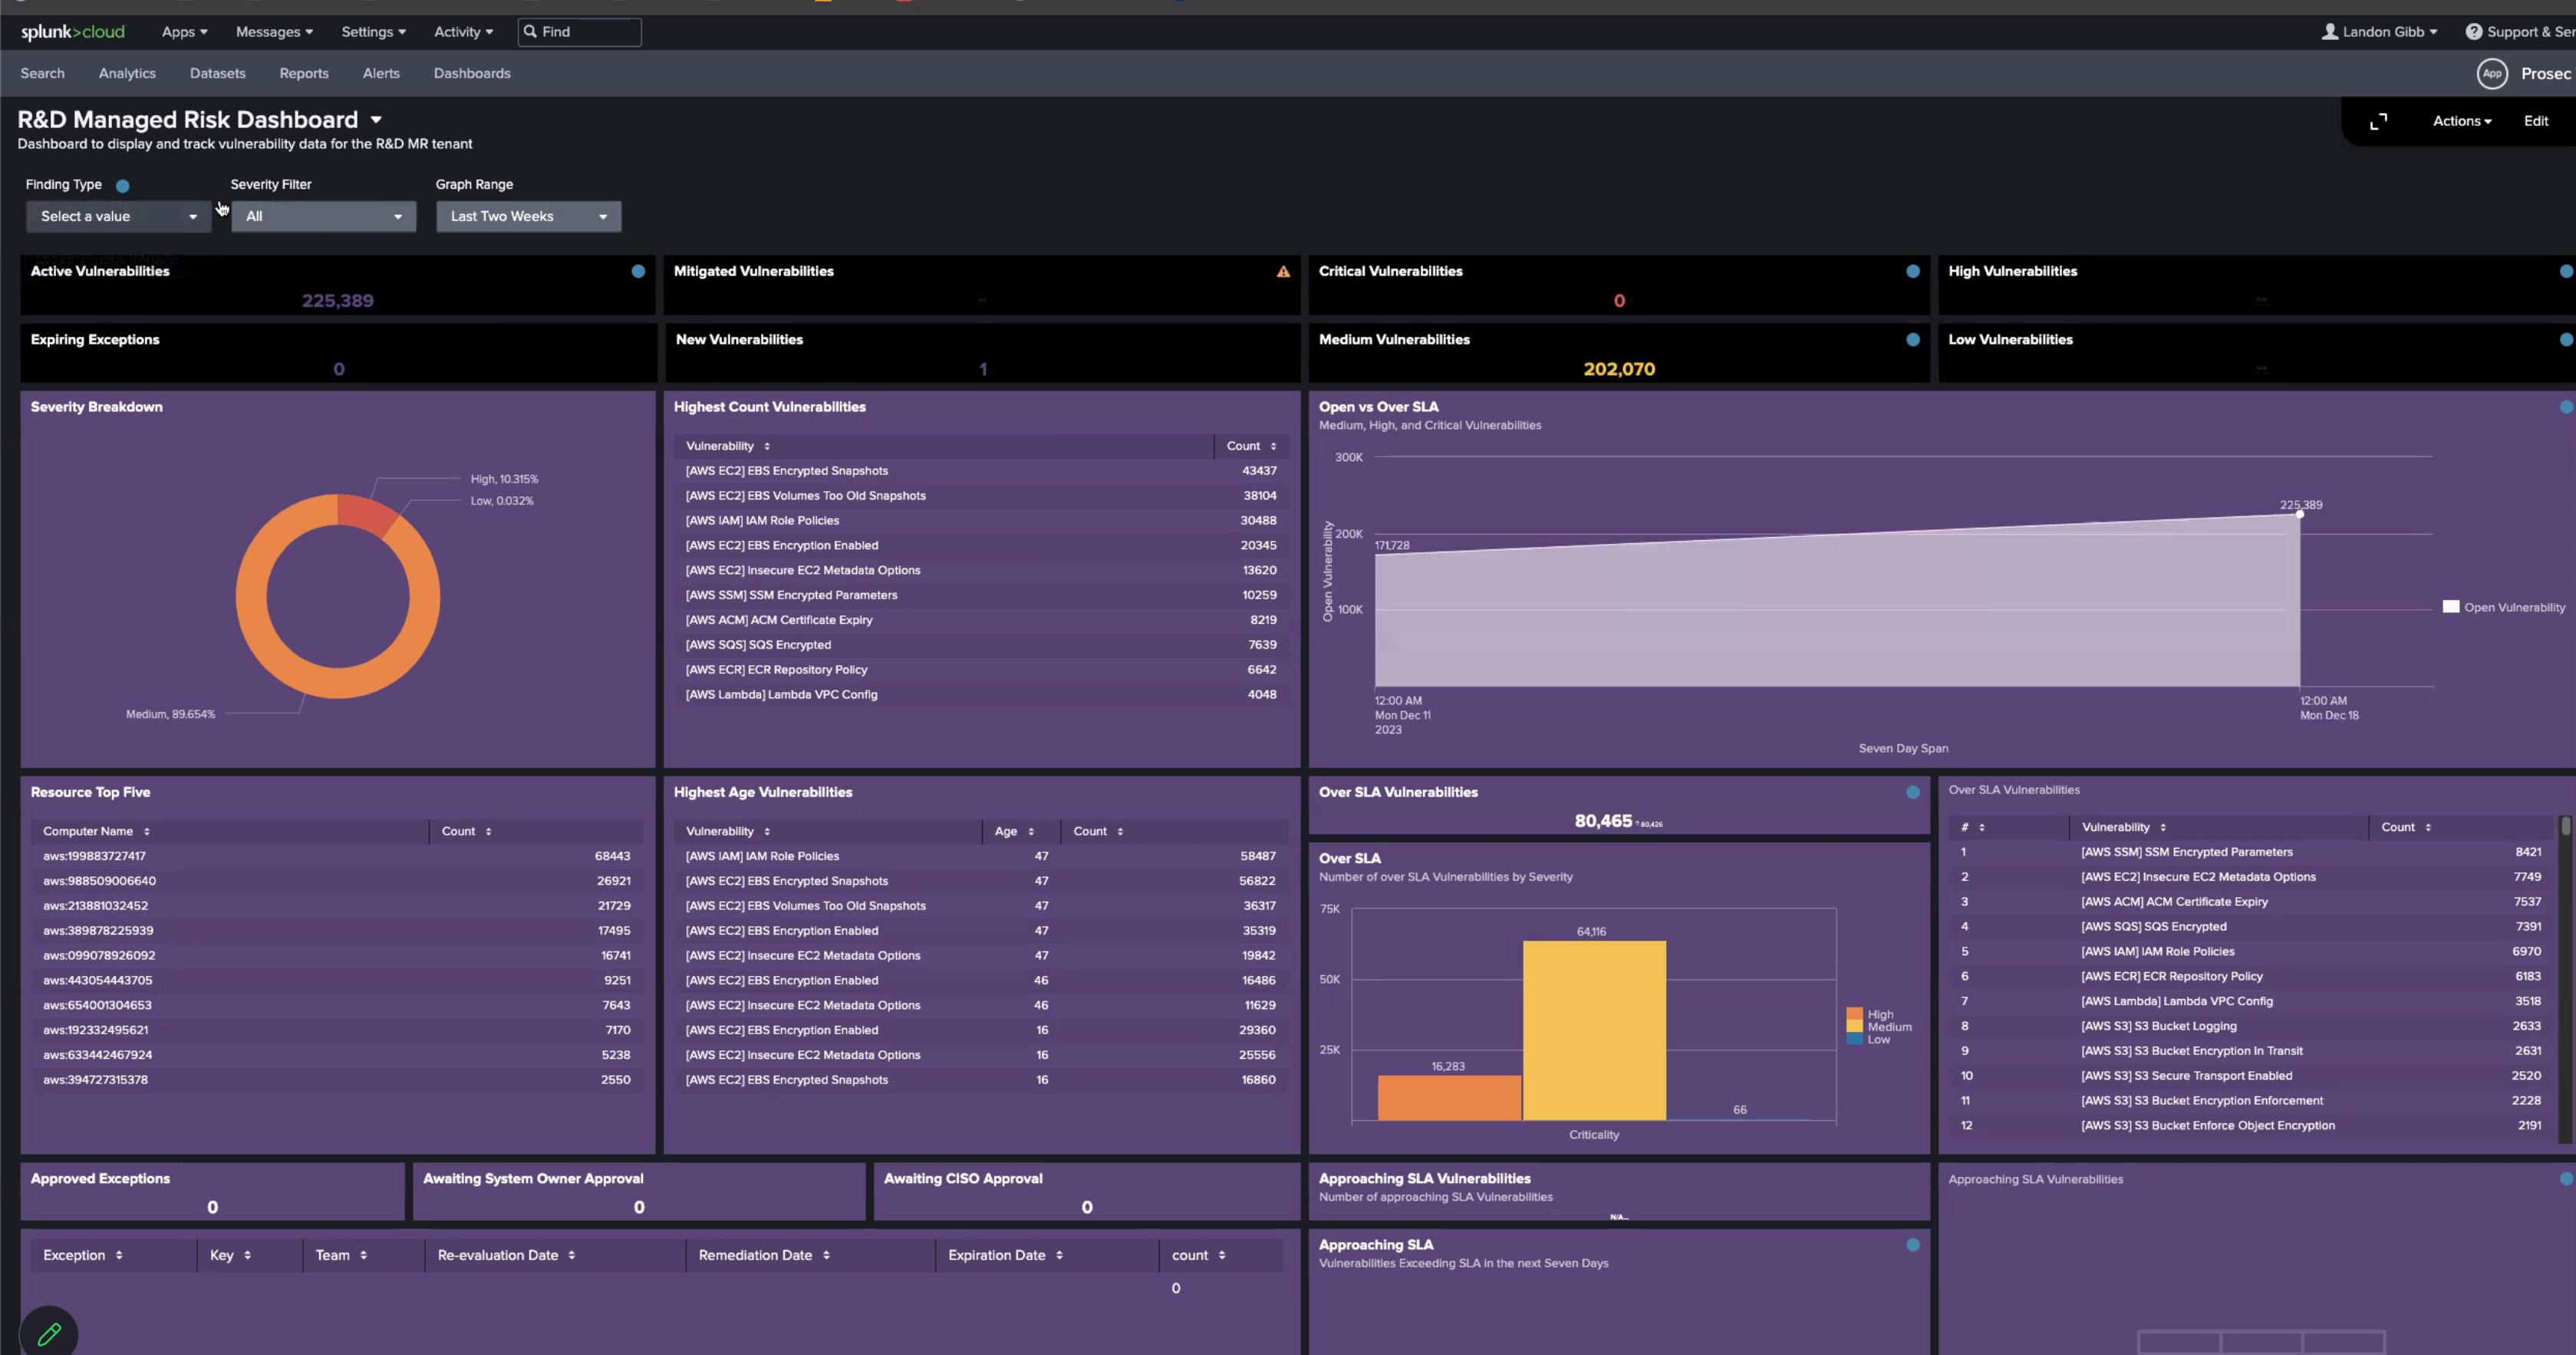 splunk>cloud Apps Messages Settings Activity Find Landon Gibb Support & Ser
Search Analytics Datasets Reports Alerts Dashboards App Prosec
R&D Managed Risk Dashboard Actions Edit
Dashboard to display and track vulnerability data for the R&D MR tenant
Finding Type Severity Filter Graph Range
Select a value All Last Two Weeks
Active Vulnerabilities
225,389
Mitigated Vulnerabilities
Critical Vulnerabilities
0
High Vulnerabilities
Expiring Exceptions
0
New Vulnerabilities
1
Medium Vulnerabilities
202,070
Low Vulnerabilities
Severity Breakdown
High, 10.315%
Low, 0.032%
Medium, 89.654%
Highest Count Vulnerabilities
Vulnerability Count
[AWS EC2] EBS Encrypted Snapshots 43437
[AWS EC2] EBS Volumes Too Old Snapshots 38104
[AWS IAM] IAM Role Policies 30488
[AWS EC2] EBS Encryption Enabled 20345
[AWS EC2] Insecure EC2 Metadata Options 13620
[AWS SSM] SSM Encrypted Parameters 10259
[AWS ACM] ACM Certificate Expiry 8219
[AWS SQS] SQS Encrypted 7639
[AWS ECR] ECR Repository Policy 6642
[AWS Lambda] Lambda VPC Config 4048
Open vs Over SLA
Medium, High, and Critical Vulnerabilities
300K
225,389
200K
171,728
100K
Open Vulnerability
Open Vulnerability
12:00 AM 12:00 AM
Mon Dec 11 Mon Dec 18
2023
Seven Day Span
Resource Top Five
Computer Name Count
aws:199883727417 68443
aws:988509006640 26921
aws:213881032452 21729
aws:389878225939 17495
aws:099078926092 16741
aws:443054443705 9251
aws:654001304653 7643
aws:192332495621 7170
aws:633442467924 5238
aws:394727315378 2550
Highest Age Vulnerabilities
Vulnerability Age Count
[AWS IAM] IAM Role Policies 47 58487
[AWS EC2] EBS Encrypted Snapshots 47 56822
[AWS EC2] EBS Volumes Too Old Snapshots 47 36317
[AWS EC2] EBS Encryption Enabled 47 35319
[AWS EC2] Insecure EC2 Metadata Options 47 19842
[AWS EC2] EBS Encryption Enabled 46 16486
[AWS EC2] Insecure EC2 Metadata Options 46 11629
[AWS EC2] EBS Encryption Enabled 16 29360
[AWS EC2] Insecure EC2 Metadata Options 16 25556
[AWS EC2] EBS Encrypted Snapshots 16 16860
Over SLA Vulnerabilities
80,465 ↑ 80,426
Over SLA
Number of over SLA Vulnerabilities by Severity
75K
64,116
50K
High
Medium
Low
25K
16,283
66
Criticality
Over SLA Vulnerabilities
# Vulnerability Count
1 [AWS SSM] SSM Encrypted Parameters 8421
2 [AWS EC2] Insecure EC2 Metadata Options 7749
3 [AWS ACM] ACM Certificate Expiry 7537
4 [AWS SQS] SQS Encrypted 7391
5 [AWS IAM] IAM Role Policies 6970
6 [AWS ECR] ECR Repository Policy 6183
7 [AWS Lambda] Lambda VPC Config 3518
8 [AWS S3] S3 Bucket Logging 2633
9 [AWS S3] S3 Bucket Encryption In Transit 2631
10 [AWS S3] S3 Secure Transport Enabled 2520
11 [AWS S3] S3 Bucket Encryption Enforcement 2228
12 [AWS S3] S3 Bucket Enforce Object Encryption 2191
Approved Exceptions
0
Awaiting System Owner Approval
0
Awaiting CISO Approval
0
Approaching SLA Vulnerabilities
Number of approaching SLA Vulnerabilities
N/A...
Approaching SLA Vulnerabilities
Exception Key Team Re-evaluation Date Remediation Date Expiration Date count
0
Approaching SLA
Vulnerabilities Exceeding SLA in the next Seven Days